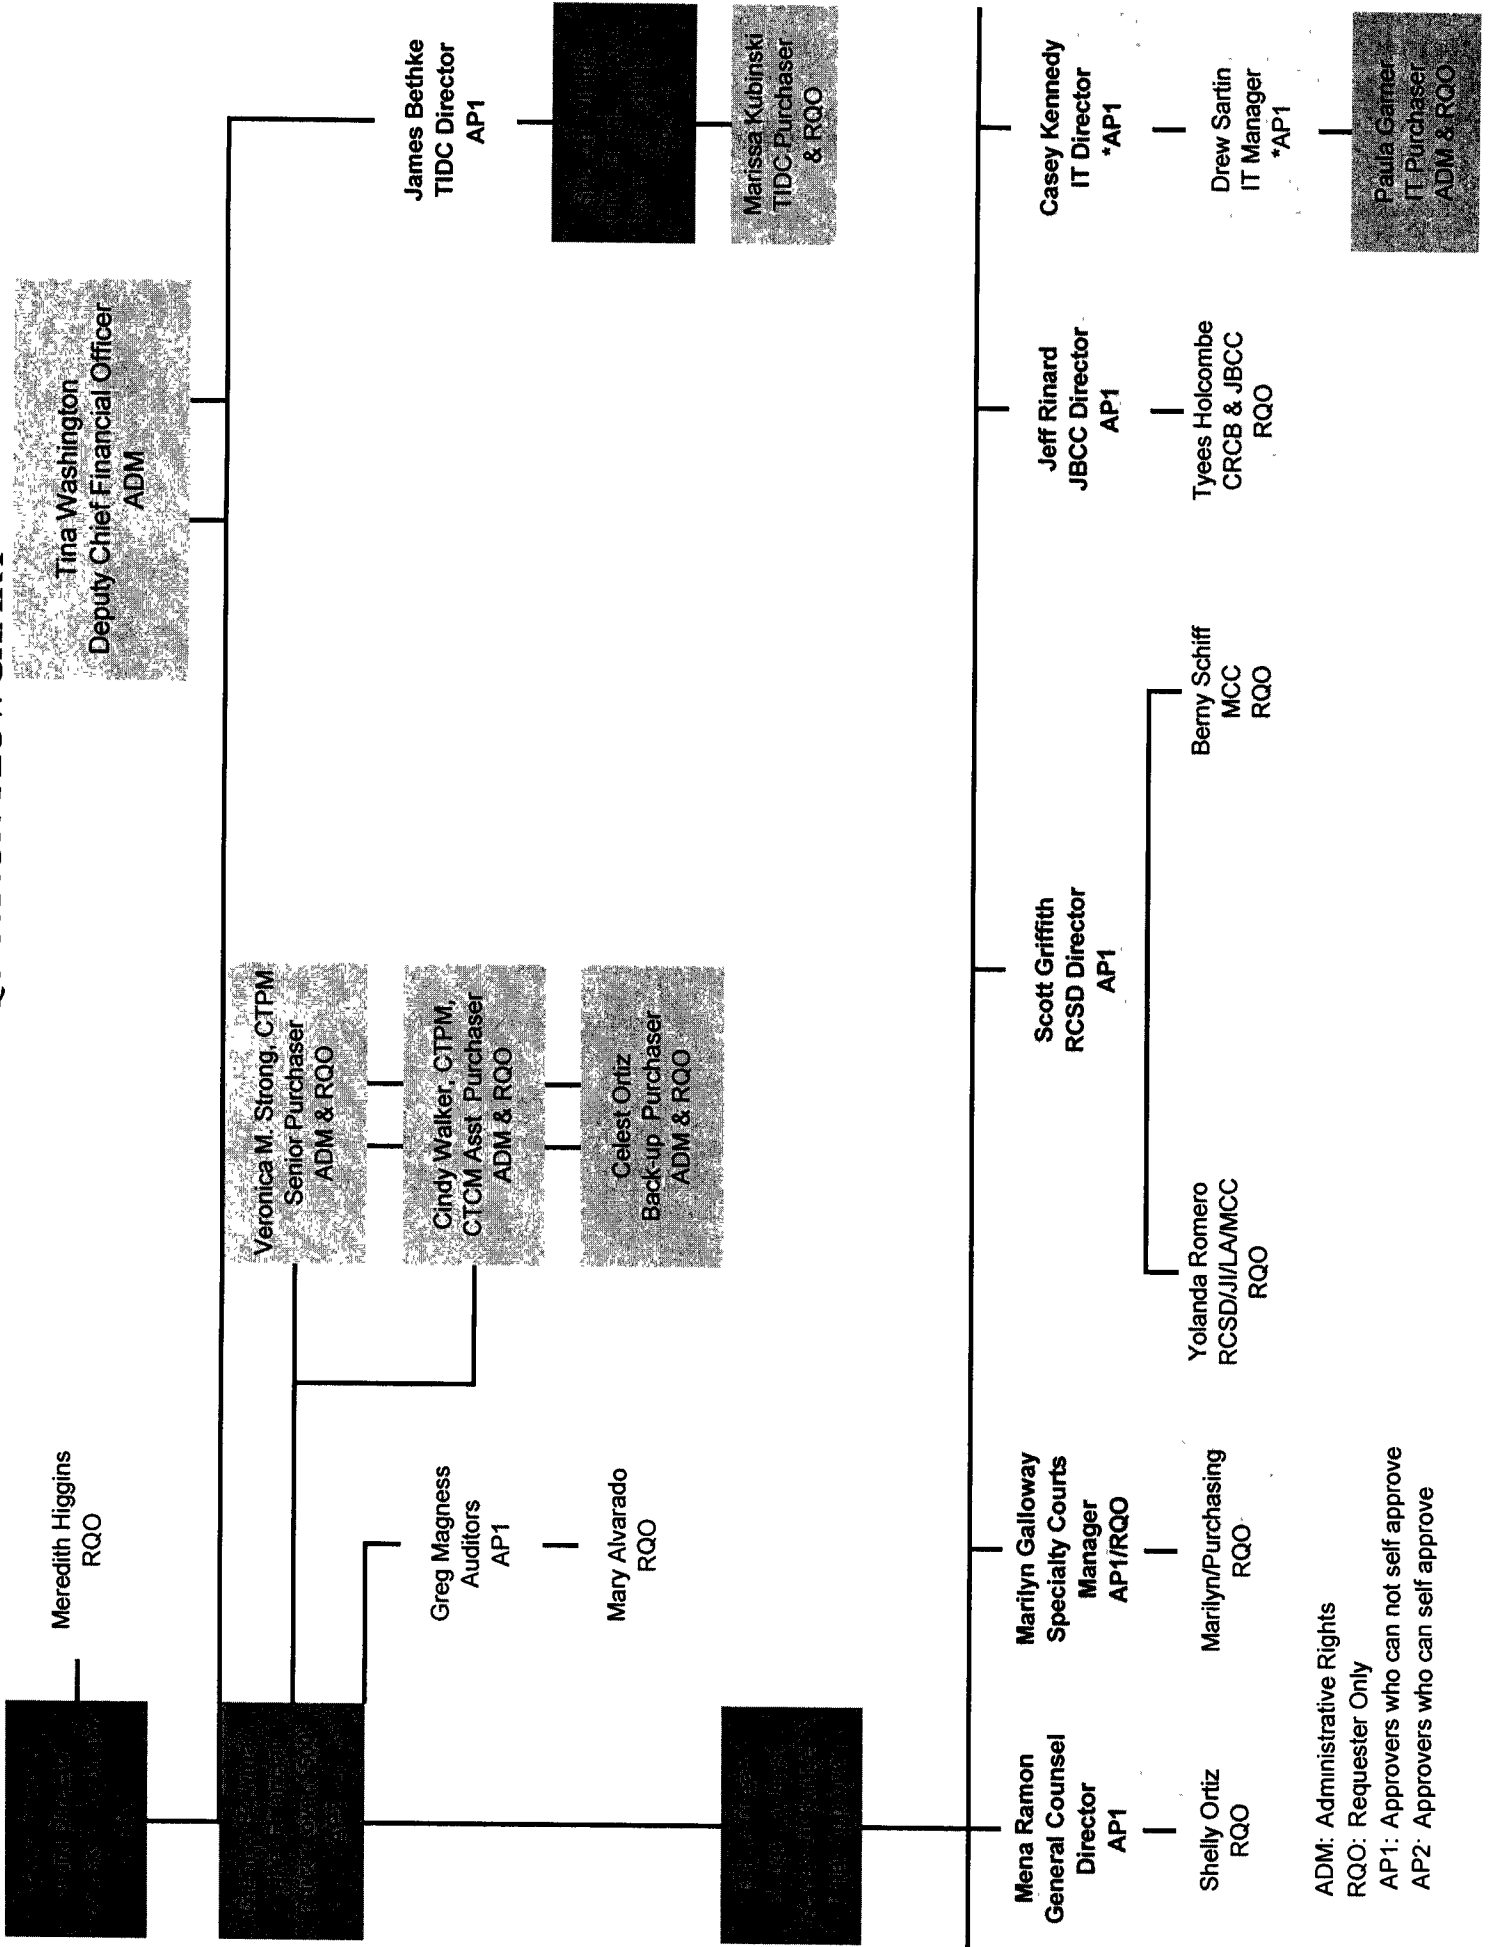 Meredith Higgins
RQO
Tina Washington
Deputy Chief Financial Officer
ADM
Veronica M. Strong, CTPM
Senior Purchaser
ADM & RQO
Cindy Walker, CTPM,
CTCM Asst. Purchaser
ADM & RQO
Celest Ortiz
Back-up Purchaser
ADM & RQO
Greg Magness
Auditors
AP1
Mary Alvarado
RQO
James Bethke
TIDC Director
AP1
Marissa Kubinski
TIDC Purchaser
& RQO
Mena Ramon
General Counsel
Director
AP1
Shelly Ortiz
RQO
Marilyn Galloway
Specialty Courts
Manager
AP1/RQO
Marilyn/Purchasing
RQO
Scott Griffith
RCSD Director
AP1
Yolanda Romero
RCSD/JI/LA/MCC
RQO
Berny Schiff
MCC
RQO
Jeff Rinard
JBCC Director
AP1
Tyees Holcombe
CRCB & JBCC
RQO
Casey Kennedy
IT Director
*AP1
Drew Sartin
IT Manager
*AP1
Paula Garner
IT Purchaser
ADM & RQO
ADM: Administrative Rights
RQO: Requester Only
AP1: Approvers who can not self approve
AP2: Approvers who can self approve